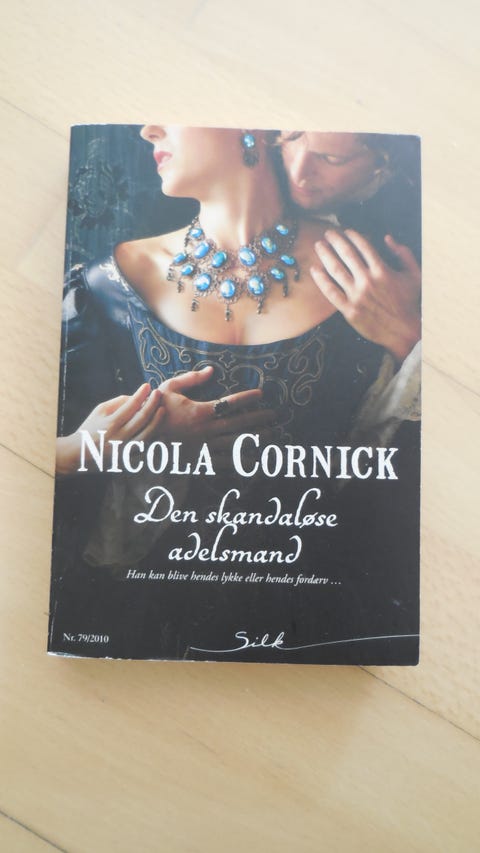 NICOLA CORNICK
Den skandaløse
adelsmand
Han kan blive hendes lykke eller hendes fordærv ...
Nr. 79/2010
Silk